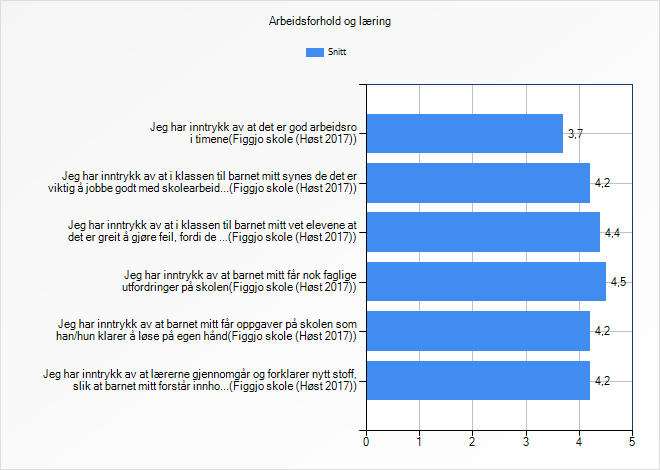 Arbeidsforhold og læring
Snitt
Jeg har inntrykk av at det er god arbeidsro
i timene(Figgjo skole (Høst 2017))
3,7
Jeg har inntrykk av at i klassen til barnet mitt synes de det er
viktig å jobbe godt med skolearbeid...(Figgjo skole (Høst 2017))
4,2
Jeg har inntrykk av at i klassen til barnet mitt vet elevene at
det er greit å gjøre feil, fordi de ...(Figgjo skole (Høst 2017))
4,4
Jeg har inntrykk av at barnet mitt får nok faglige
utfordringer på skolen(Figgjo skole (Høst 2017))
4,5
Jeg har inntrykk av at barnet mitt får oppgaver på skolen som
han/hun klarer å løse på egen hånd(Figgjo skole (Høst 2017))
4,2
Jeg har inntrykk av at lærerne gjennomgår og forklarer nytt stoff,
slik at barnet mitt forstår innho...(Figgjo skole (Høst 2017))
4,2
0 1 2 3 4 5